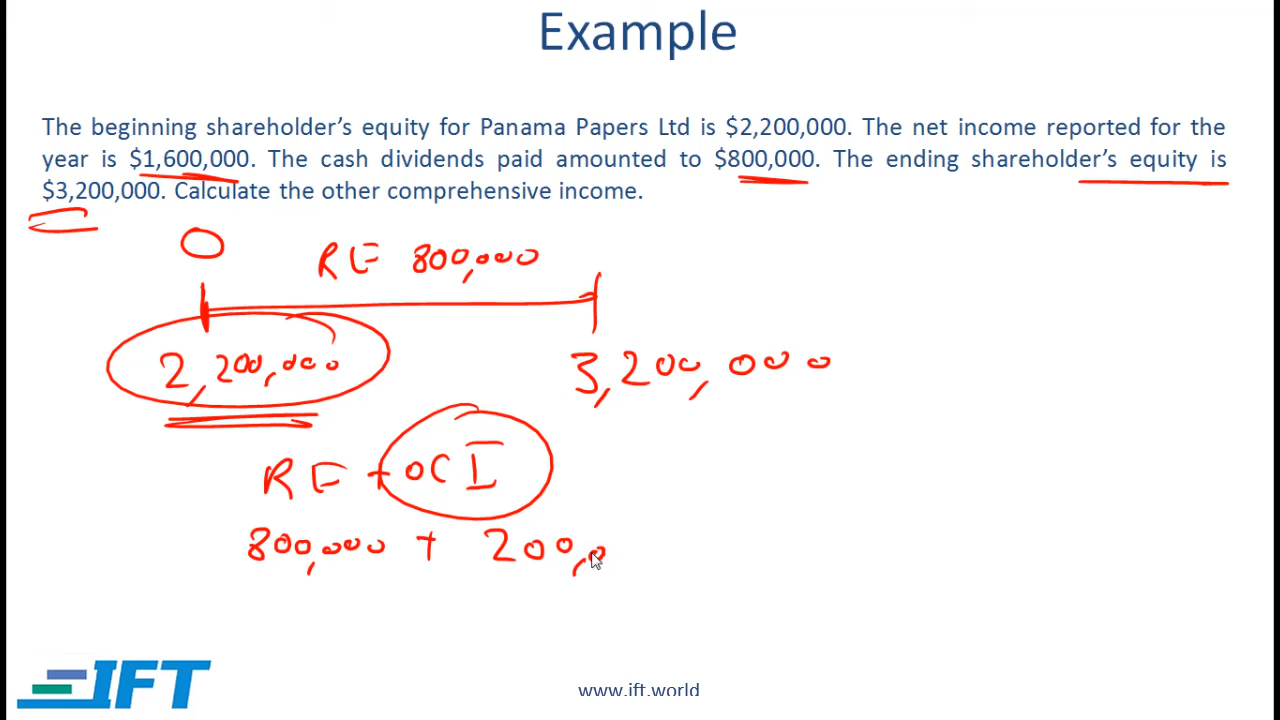 Example
The beginning shareholder's equity for Panama Papers Ltd is $2,200,000. The net income reported for the
year is $1,600,000. The cash dividends paid amounted to $800,000. The ending shareholder's equity is
$3,200,000. Calculate the other comprehensive income.
RE 800,000
2,200,000
3,200,000
RE + OCI
800,000 + 200,0
IFT
www.ift.world